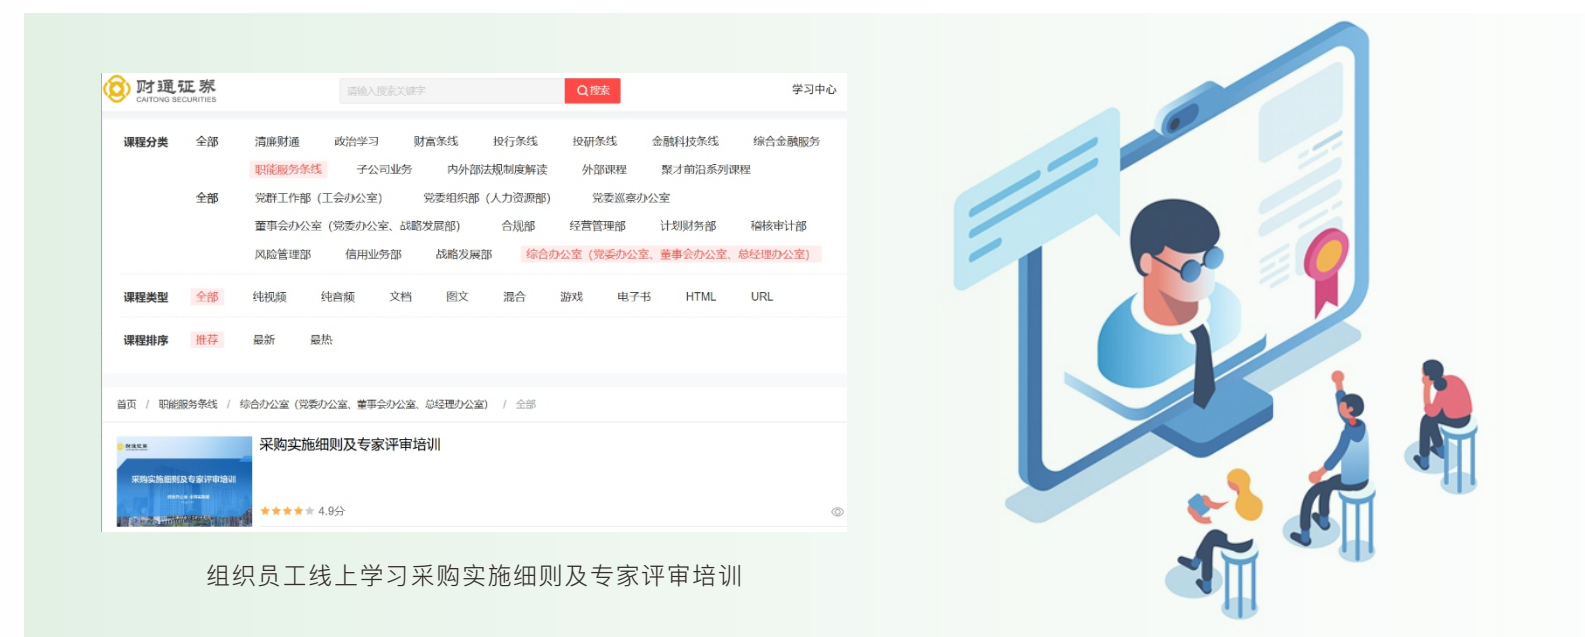 财通证券
CAITONG SECURITIES
请输入搜索关键字
搜索
学习中心
课程分类 全部 清廉财通 政治学习 财富条线 投行条线 投研条线 金融科技条线 综合金融服务
职能服务条线 子公司业务 内外部法规制度解读 外部课程 聚才前沿系列课程
全部 党群工作部（工会办公室） 党委组织部（人力资源部） 党委巡察办公室
董事会办公室（党委办公室、战略发展部） 合规部 经营管理部 计划财务部 稽核审计部
风险管理部 信用业务部 战略发展部 综合办公室（党委办公室、董事会办公室、总经理办公室）
课程类型 全部 纯视频 纯音频 文档 图文 混合 游戏 电子书 HTML URL
课程排序 推荐 最新 最热
首页 / 职能服务条线 / 综合办公室（党委办公室、董事会办公室、总经理办公室） / 全部
财通证券
采购实施细则及专家评审培训
采购实施细则及专家评审培训
4.9分
组织员工线上学习采购实施细则及专家评审培训